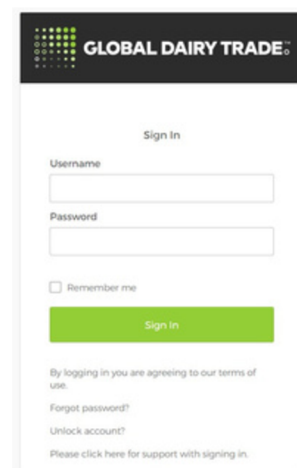 GLOBAL DAIRY TRADE™
Sign In
Username
Password
Remember me
Sign In
By logging in you are agreeing to our terms of
use.
Forgot password?
Unlock account?
Please click here for support with signing in.